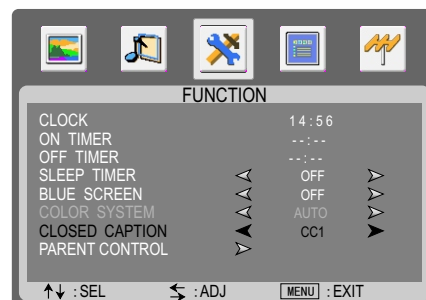 FUNCTION
CLOCK 14:56
ON TIMER --:--
OFF TIMER --:--
SLEEP TIMER OFF
BLUE SCREEN OFF
COLOR SYSTEM AUTO
CLOSED CAPTION CC1
PARENT CONTROL
:SEL :ADJ MENU :EXIT